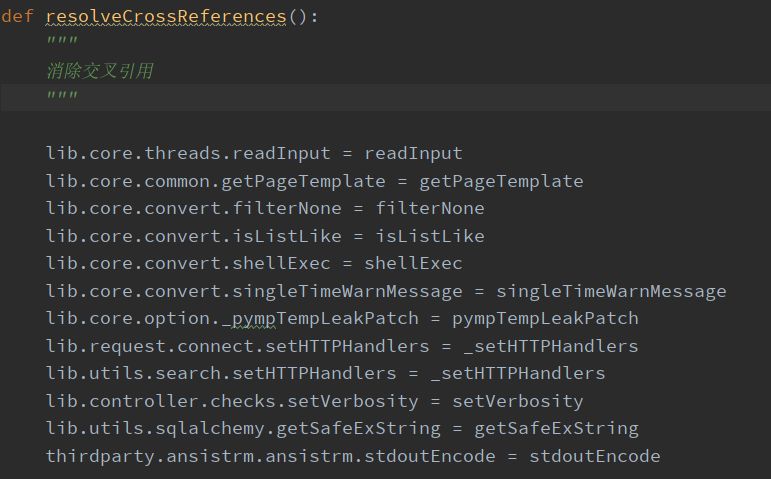 def resolveCrossReferences():
"""
消除交叉引用
"""
lib.core.threads.readInput = readInput
lib.core.common.getPageTemplate = getPageTemplate
lib.core.convert.filterNone = filterNone
lib.core.convert.isListLike = isListLike
lib.core.convert.shellExec = shellExec
lib.core.convert.singleTimeWarnMessage = singleTimeWarnMessage
lib.core.option._pympTempLeakPatch = pympTempLeakPatch
lib.request.connect.setHTTPHandlers = _setHTTPHandlers
lib.utils.search.setHTTPHandlers = _setHTTPHandlers
lib.controller.checks.setVerbosity = setVerbosity
lib.utils.sqlalchemy.getSafeExString = getSafeExString
thirdparty.ansistrm.ansistrm.stdoutEncode = stdoutEncode